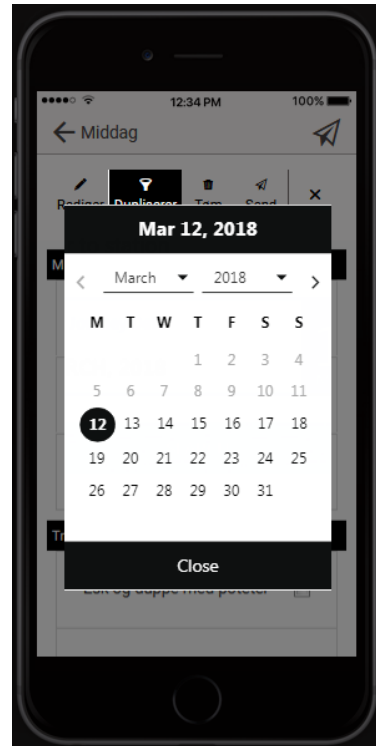 12:34 PM 100%
Middag
Rediger Dupliserer Tøm Send
Mar 12, 2018
March 2018
M T W T F S S
1 2 3 4
5 6 7 8 9 10 11
12 13 14 15 16 17 18
19 20 21 22 23 24 25
26 27 28 29 30 31
Close